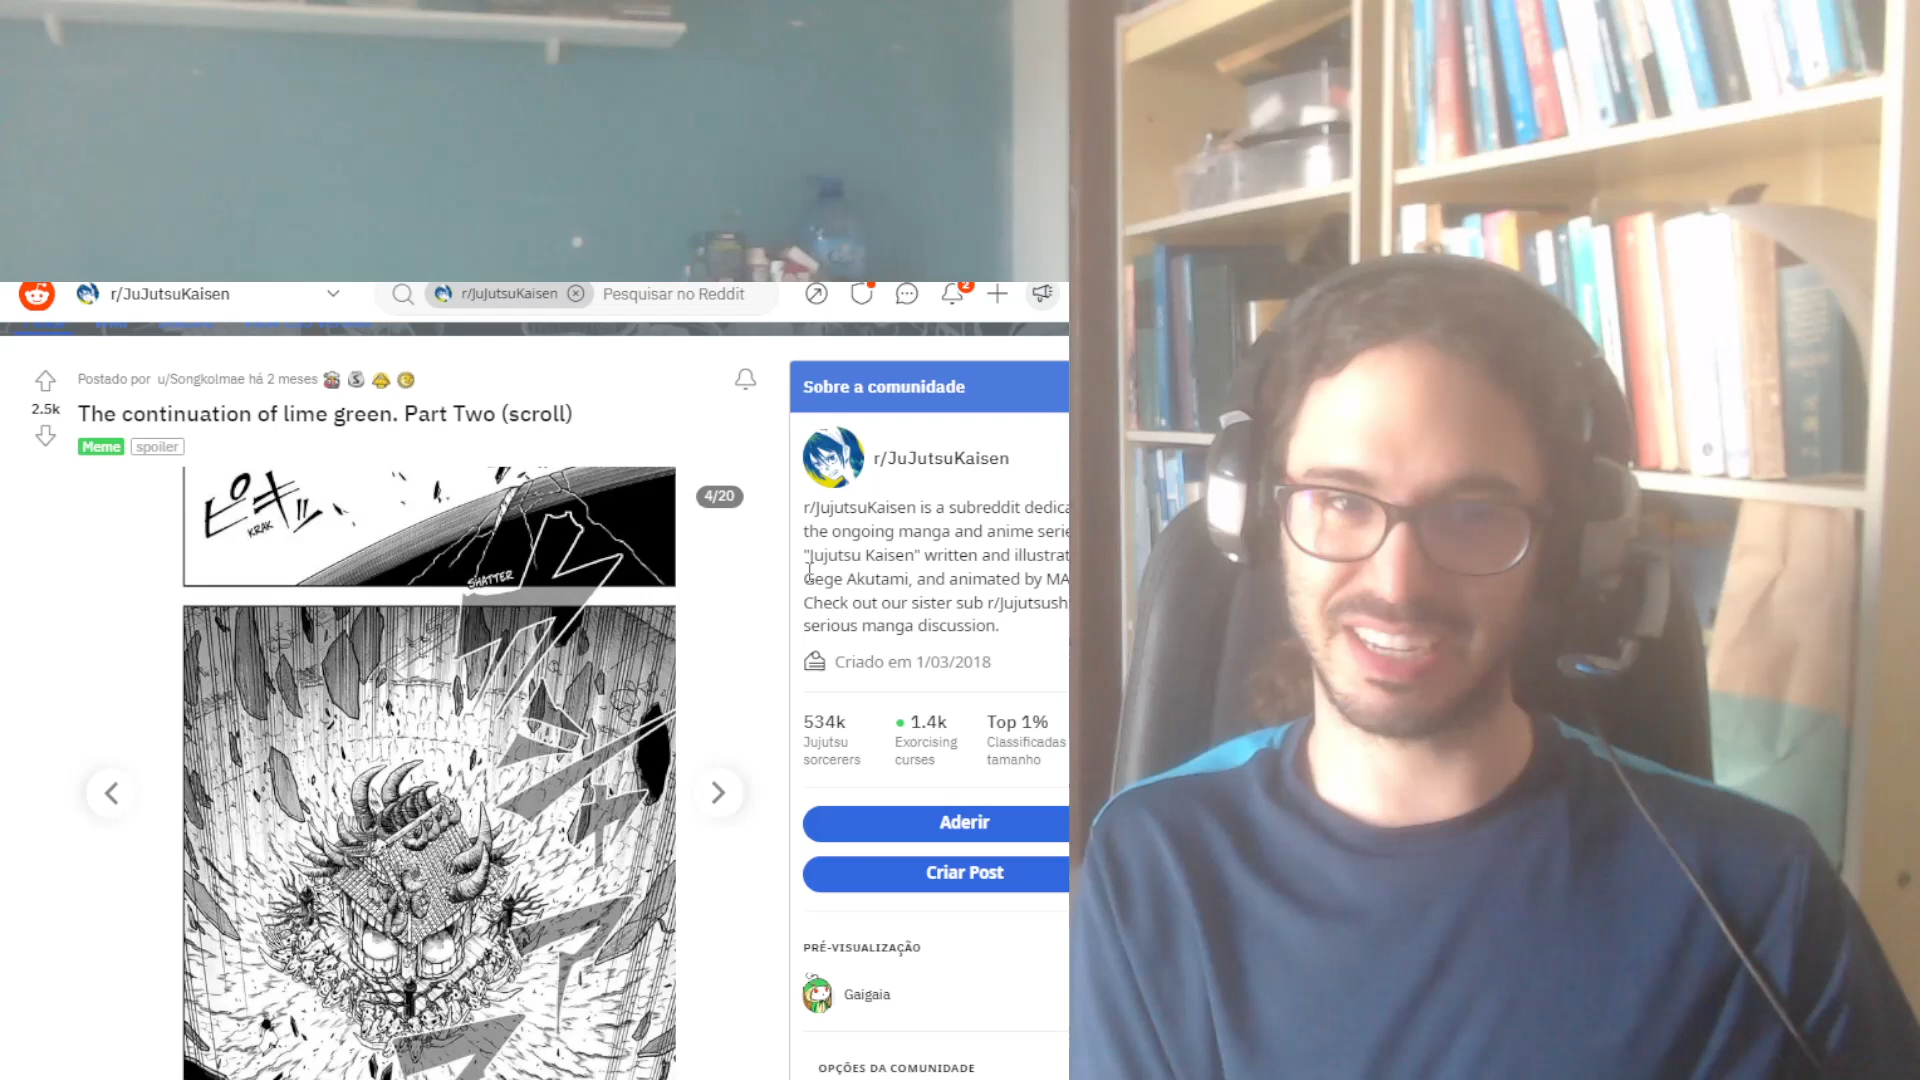 r/JuJutsuKaisen
r/JuJutsuKaisen
Pesquisar no Reddit
2
Postado por u/Songkolmae há 2 meses
2.5k
The continuation of lime green. Part Two (scroll)
Meme
spoiler
4/20
ピキッ
KRAK
SHATTER
Sobre a comunidade
r/JuJutsuKaisen
r/JujutsuKaisen is a subreddit dedica
the ongoing manga and anime serie
"Jujutsu Kaisen" written and illustrat
Gege Akutami, and animated by MA
Check out our sister sub r/Jujutsush
serious manga discussion.
Criado em 1/03/2018
534k
Jujutsu
sorcerers
1.4k
Exorcising
curses
Top 1%
Classificadas
tamanho
Aderir
Criar Post
PRÉ-VISUALIZAÇÃO
Gaigaia
OPÇÕES DA COMUNIDADE